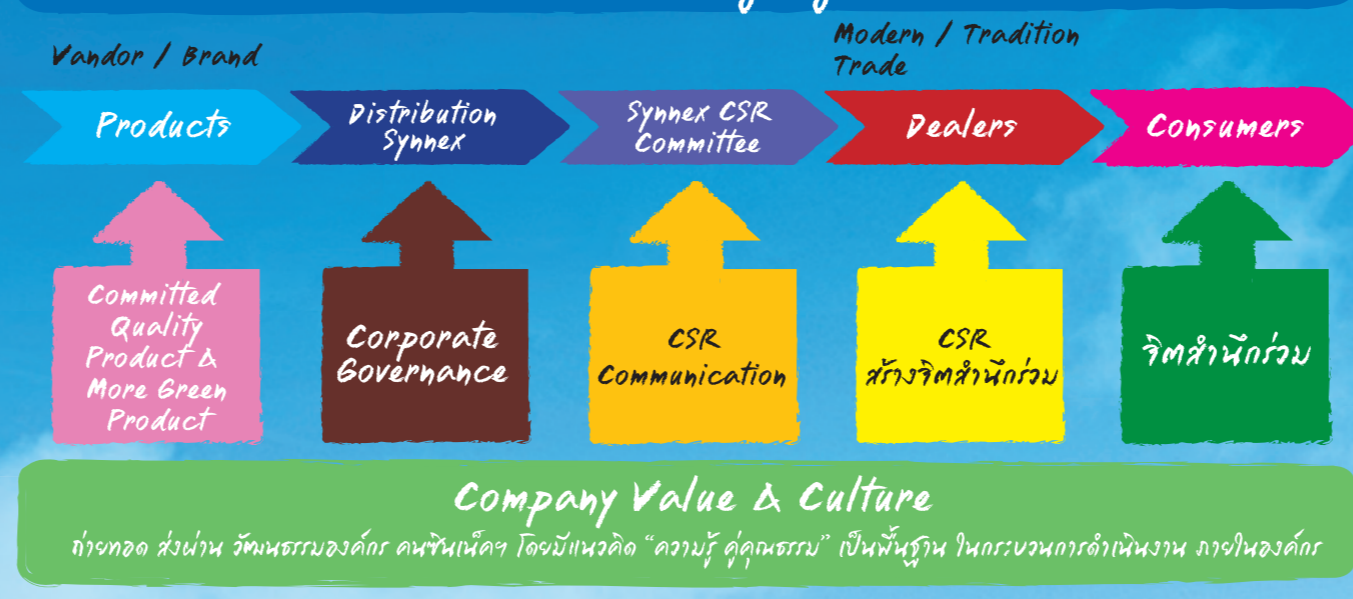 Vandor / Brand
Modern / Tradition
Trade
Products
Distribution
Synnex
Synnex CSR
Committee
Dealers
Consumers
Committed
Quality
Product &
More Green
Product
Corporate
Governance
CSR
Communication
CSR
สร้างจิตสำนึกร่วม
จิตสำนึกร่วม
Company Value & Culture
ถ่ายทอด ส่งผ่าน วัฒนธรรมองค์กร คนซินเน็คฯ โดยมีแนวคิด “ความรู้ คู่คุณธรรม” เป็นพื้นฐาน ในกระบวนการดำเนินงาน ภายในองค์กร